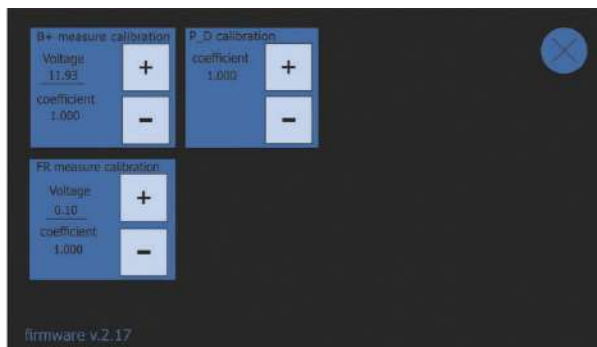 B+ measure calibration
Voltage
11.93
coefficient
1.000
+
-
P_D calibration
coefficient
1.000
+
-
FR measure calibration
Voltage
0.10
coefficient
1.000
+
-
firmware v.2.17